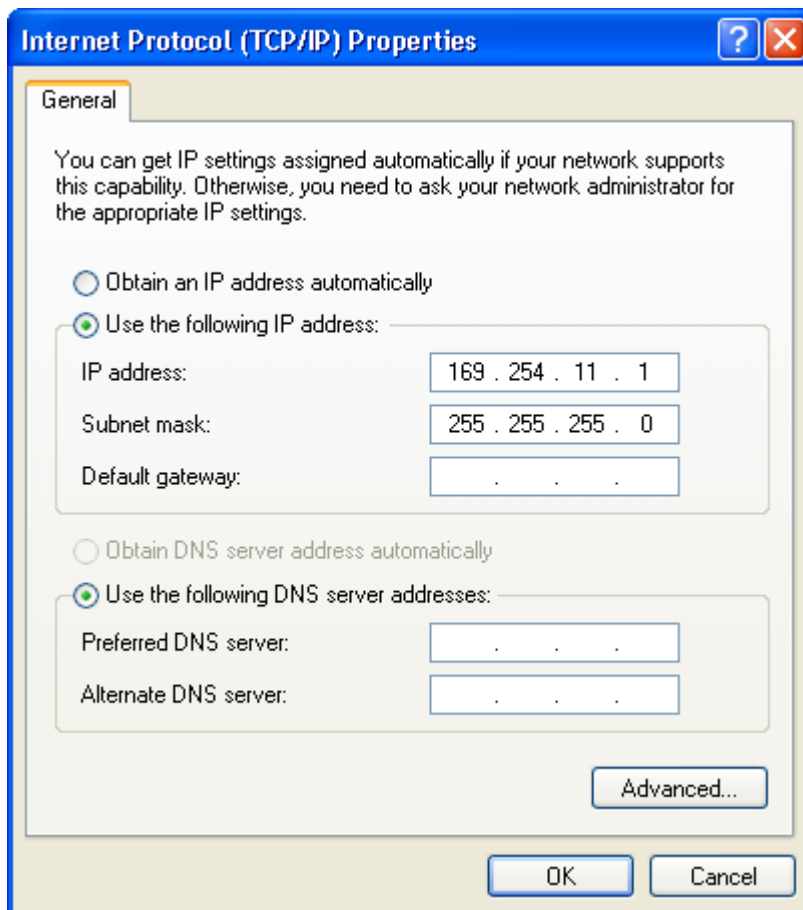 Internet Protocol (TCP/IP) Properties
General
You can get IP settings assigned automatically if your network supports
this capability. Otherwise, you need to ask your network administrator for
the appropriate IP settings.
Obtain an IP address automatically
Use the following IP address:
IP address: 169 . 254 . 11 . 1
Subnet mask: 255 . 255 . 255 . 0
Default gateway: . . .
Obtain DNS server address automatically
Use the following DNS server addresses:
Preferred DNS server: . . .
Alternate DNS server: . . .
Advanced...
OK Cancel